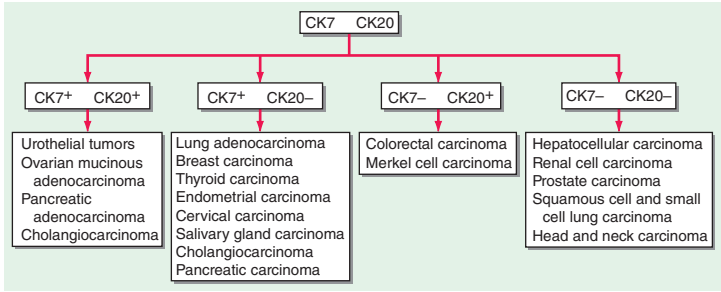 CK7 CK20
CK7+ CK20+
CK7+ CK20–
CK7– CK20+
CK7– CK20–
Urothelial tumors
Ovarian mucinous
adenocarcinoma
Pancreatic
adenocarcinoma
Cholangiocarcinoma
Lung adenocarcinoma
Breast carcinoma
Thyroid carcinoma
Endometrial carcinoma
Cervical carcinoma
Salivary gland carcinoma
Cholangiocarcinoma
Pancreatic carcinoma
Colorectal carcinoma
Merkel cell carcinoma
Hepatocellular carcinoma
Renal cell carcinoma
Prostate carcinoma
Squamous cell and small
cell lung carcinoma
Head and neck carcinoma